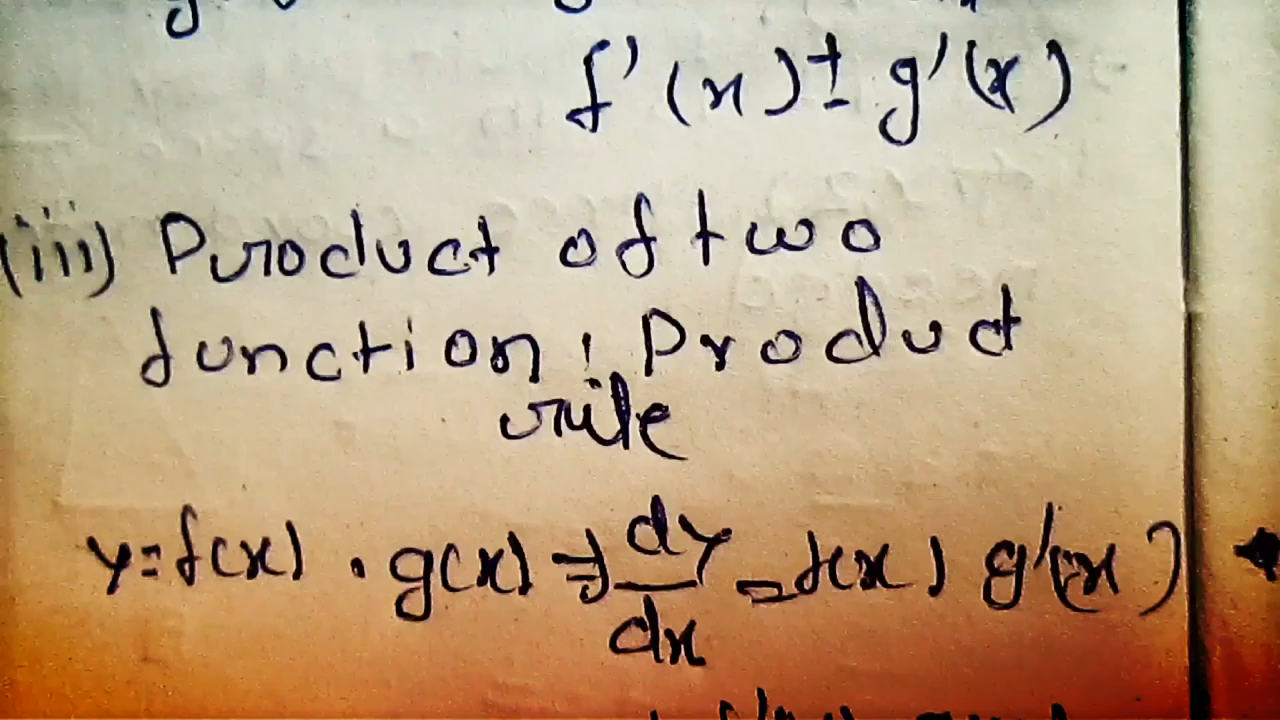 f'(x) ± g'(x)
(iii) Product of two
function: Product
rule
y=f(x) . g(x) ⇒ dy/dx = f(x) g'(x)